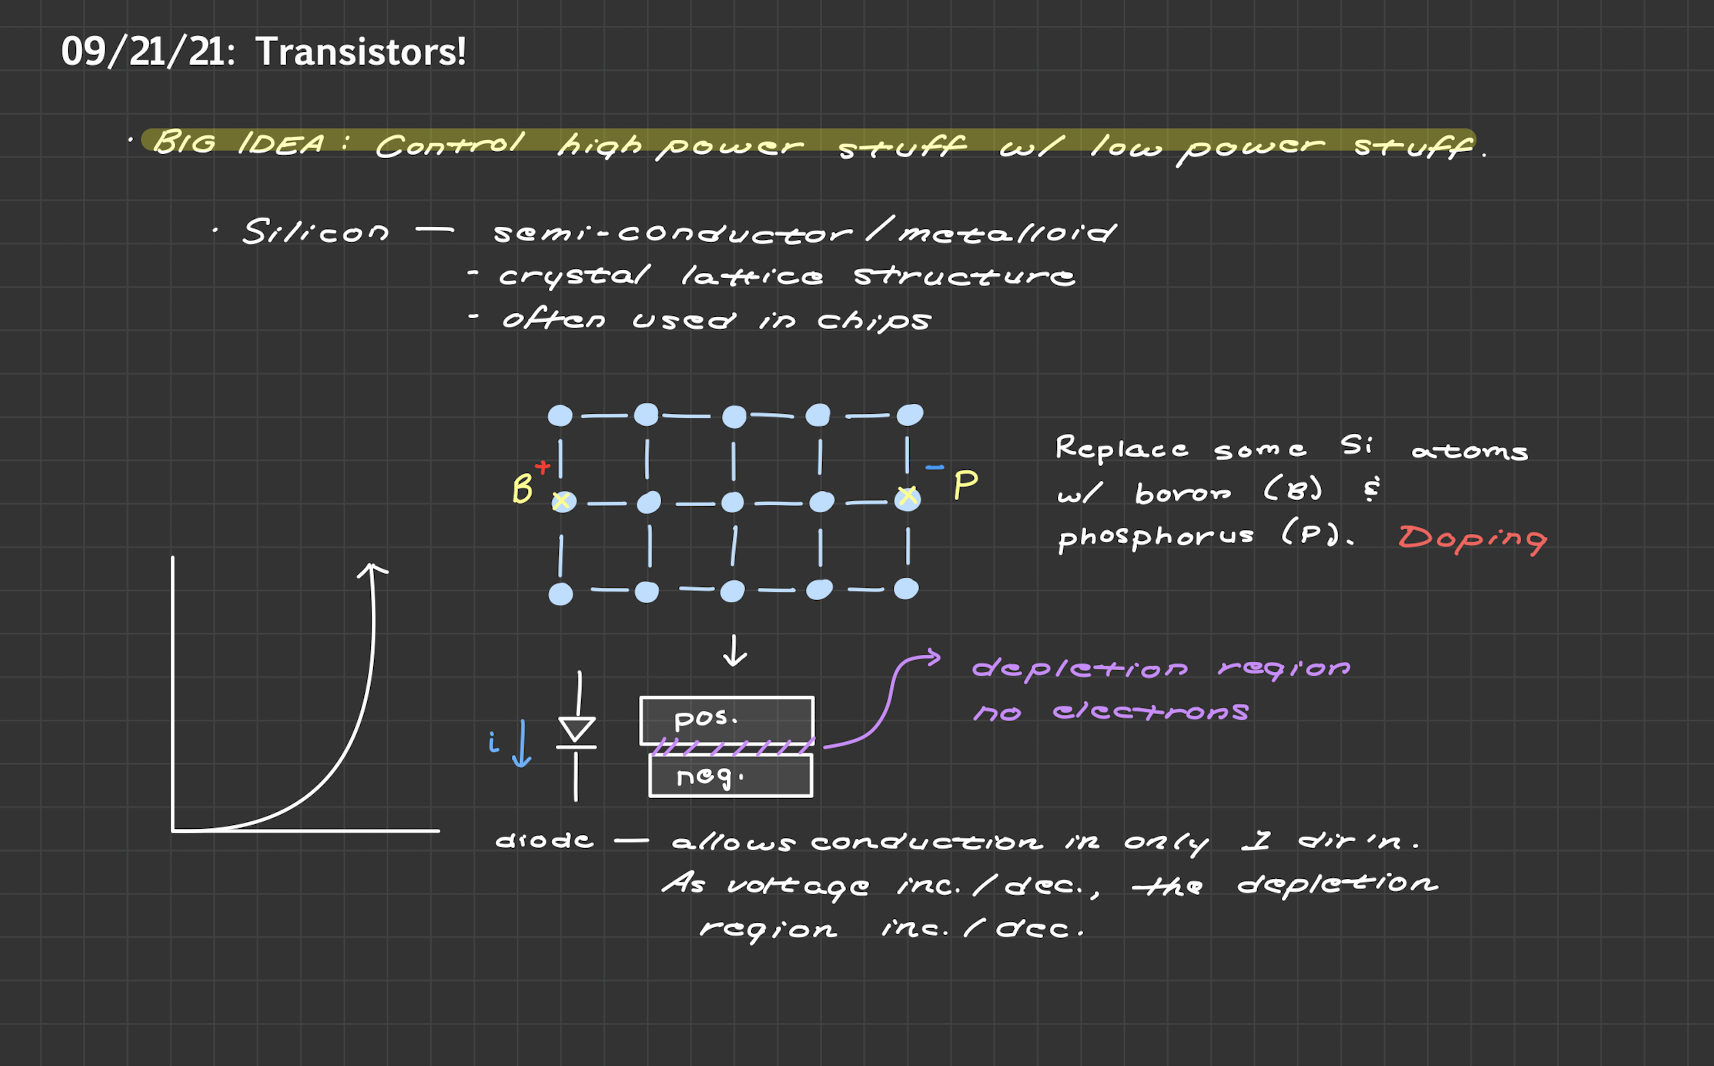 09/21/21: Transistors!
· BIG IDEA: Control high power stuff w/ low power stuff.
· Silicon — semi-conductor/metalloid
- crystal lattice structure
- often used in chips
B + − P
Replace some Si atoms
w/ boron (B) &
phosphorus (P). Doping
depletion region
no electrons
pos.
i
neg.
diode — allows conduction in only 1 dir'n.
As voltage inc./dec., the depletion
region inc./dec.